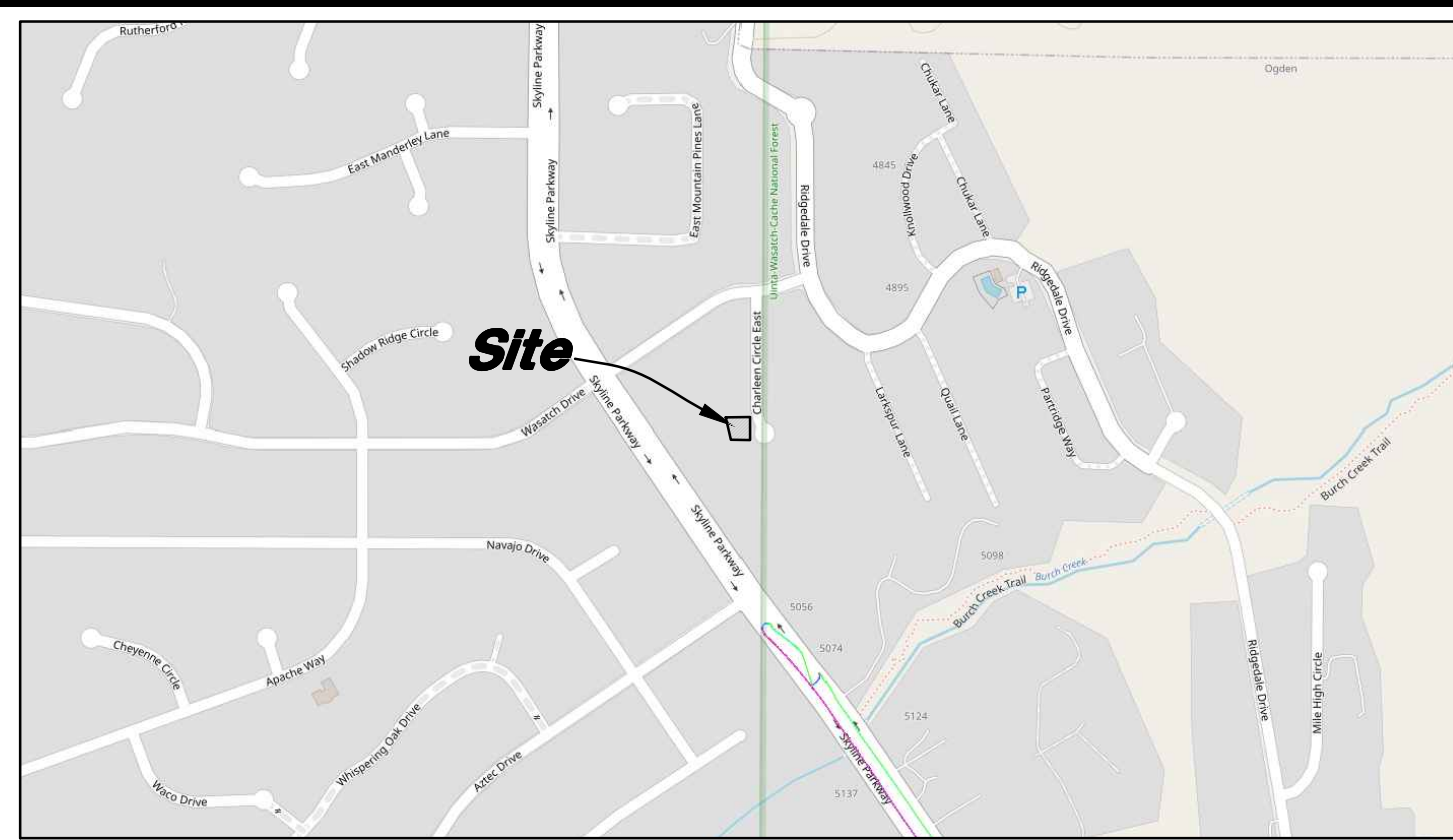 Rutherford
Skyline Parkway
Ogden
Chukar Lane
East Manderley Lane
East Mountain Pines Lane
Uinta-Wasatch-Cache National Forest
4845
Knollwood Drive
Chukar Lane
Skyline Parkway
Ridgedale Drive
4895
P
Ridgedale Drive
Shadow Ridge Circle
Site
Charleen Circle East
Skyline Parkway
Wasatch Drive
Larkspur Lane
Quail Lane
Partridge Way
Burch Creek Trail
Skyline Parkway
Navajo Drive
5098
Burch Creek
Burch Creek Trail
5056
5074
Cheyenne Circle
Apache Way
Ridgedale Drive
Mile High Circle
5124
Whispering Oak Drive
Aztec Drive
Skyline Parkway
Waco Drive
5137